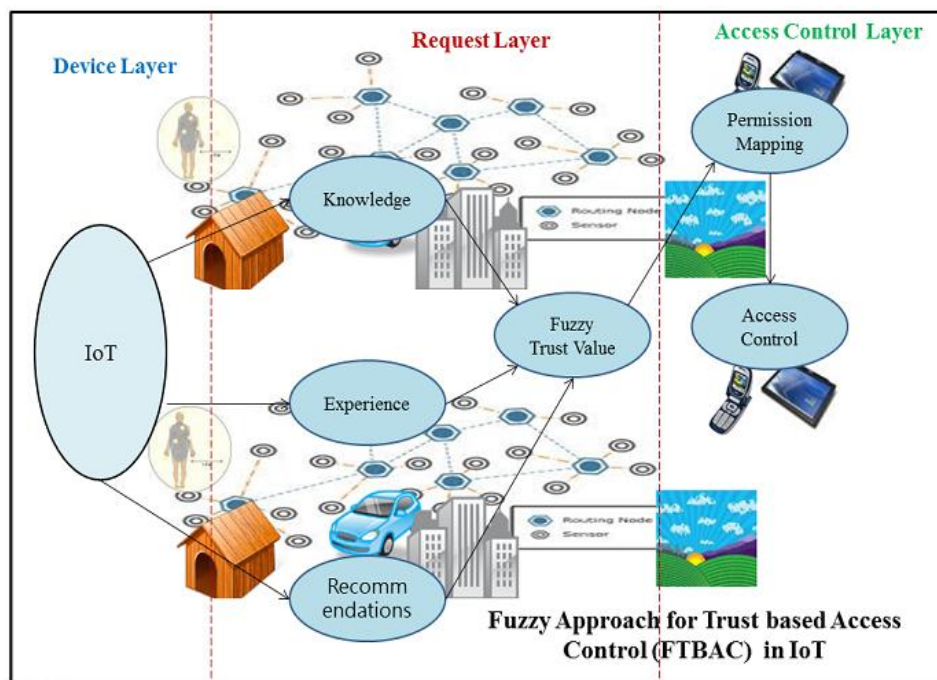 Device Layer
Request Layer
Access Control Layer
Permission
Mapping
Knowledge
Routing Node
Sensor
IoT
Fuzzy
Trust Value
Access
Control
Experience
Routing Node
Sensor
Recomm
endations
Fuzzy Approach for Trust based Access
Control (FTBAC) in IoT